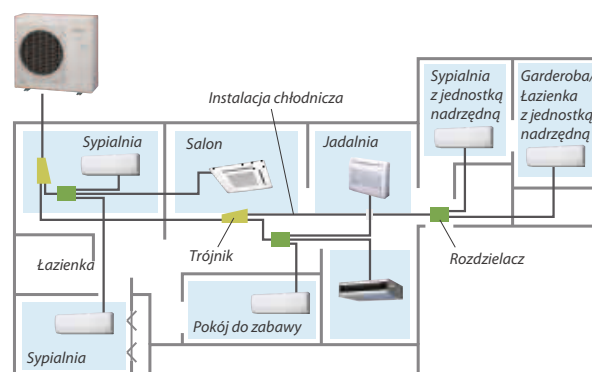 Sypialnia
z jednostką
nadrzędną
Garderoba/
Łazienka
z jednostką
nadrzędną
Instalacja chłodnicza
Sypialnia
Salon
Jadalnia
Łazienka
Trójnik
Rozdzielacz
Pokój do zabawy
Sypialnia